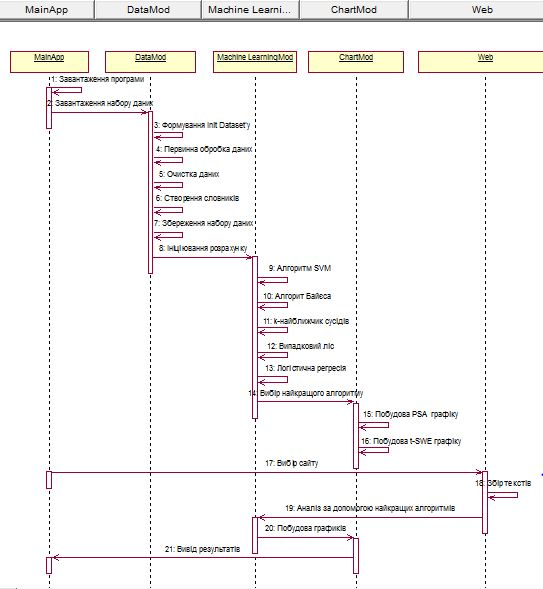 MainApp
DataMod
Machine Learni...
ChartMod
Web
MainApp
DataMod
Machine LearningMod
ChartMod
Web
1: Завантаження програми
2: Завантаження набору даних
3: Формування Init Dataset'у
4: Первинна обробка даних
5: Очистка даних
6: Створення словників
7: Збереження набору даних
8: Ініціювання розрахунку
9: Алгоритм SVM
10: Алгорит Байєса
11: k-найближчик сусідів
12: Випадковий ліс
13: Логістична регресія
14: Вибір найкращого алгоритму
15: Побудова PSA графіку
16: Побудова t-SWE графіку
17: Вибір сайту
18: Збір текстів
19: Аналіз за допомогою найкращих алгоритмів
20: Побудова графиків
21: Вивід результатів